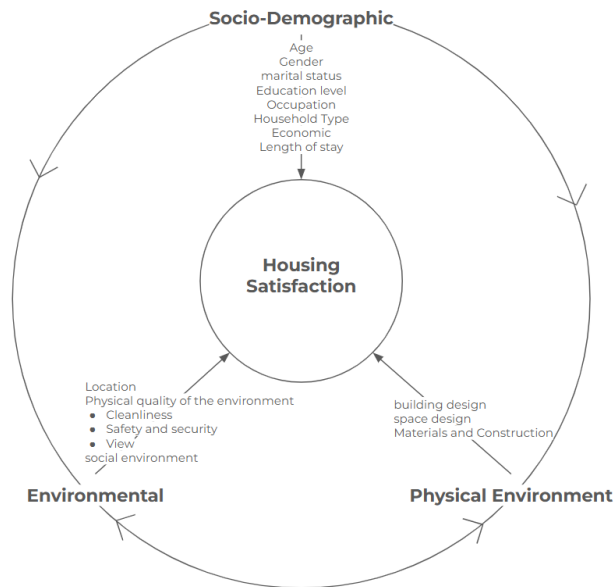 Socio-Demographic
Age
Gender
marital status
Education level
Occupation
Household Type
Economic
Length of stay
Housing
Satisfaction
Location
Physical quality of the environment
● Cleanliness
● Safety and security
● View
social environment
Environmental
building design
space design
Materials and Construction
Physical Environment